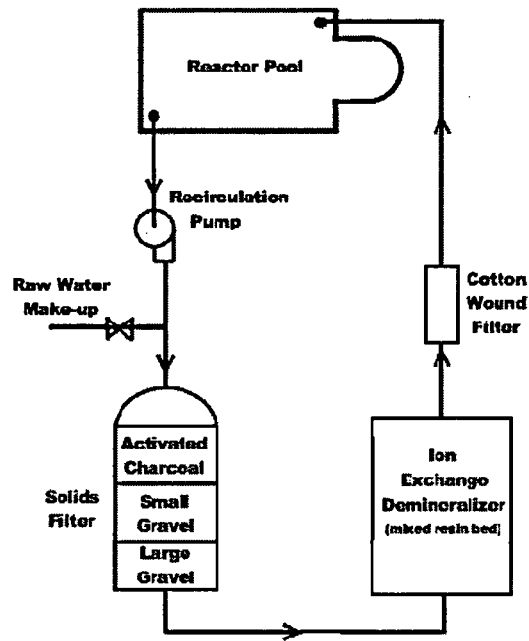 Reactor Pool
Recirculation
Pump
Raw Water
Make-up
Cotton
Wound
Filter
Activated
Charcoal
Solids
Filter
Small
Gravel
Large
Gravel
Ion
Exchange
Demineralizer
(mixed resin bed)